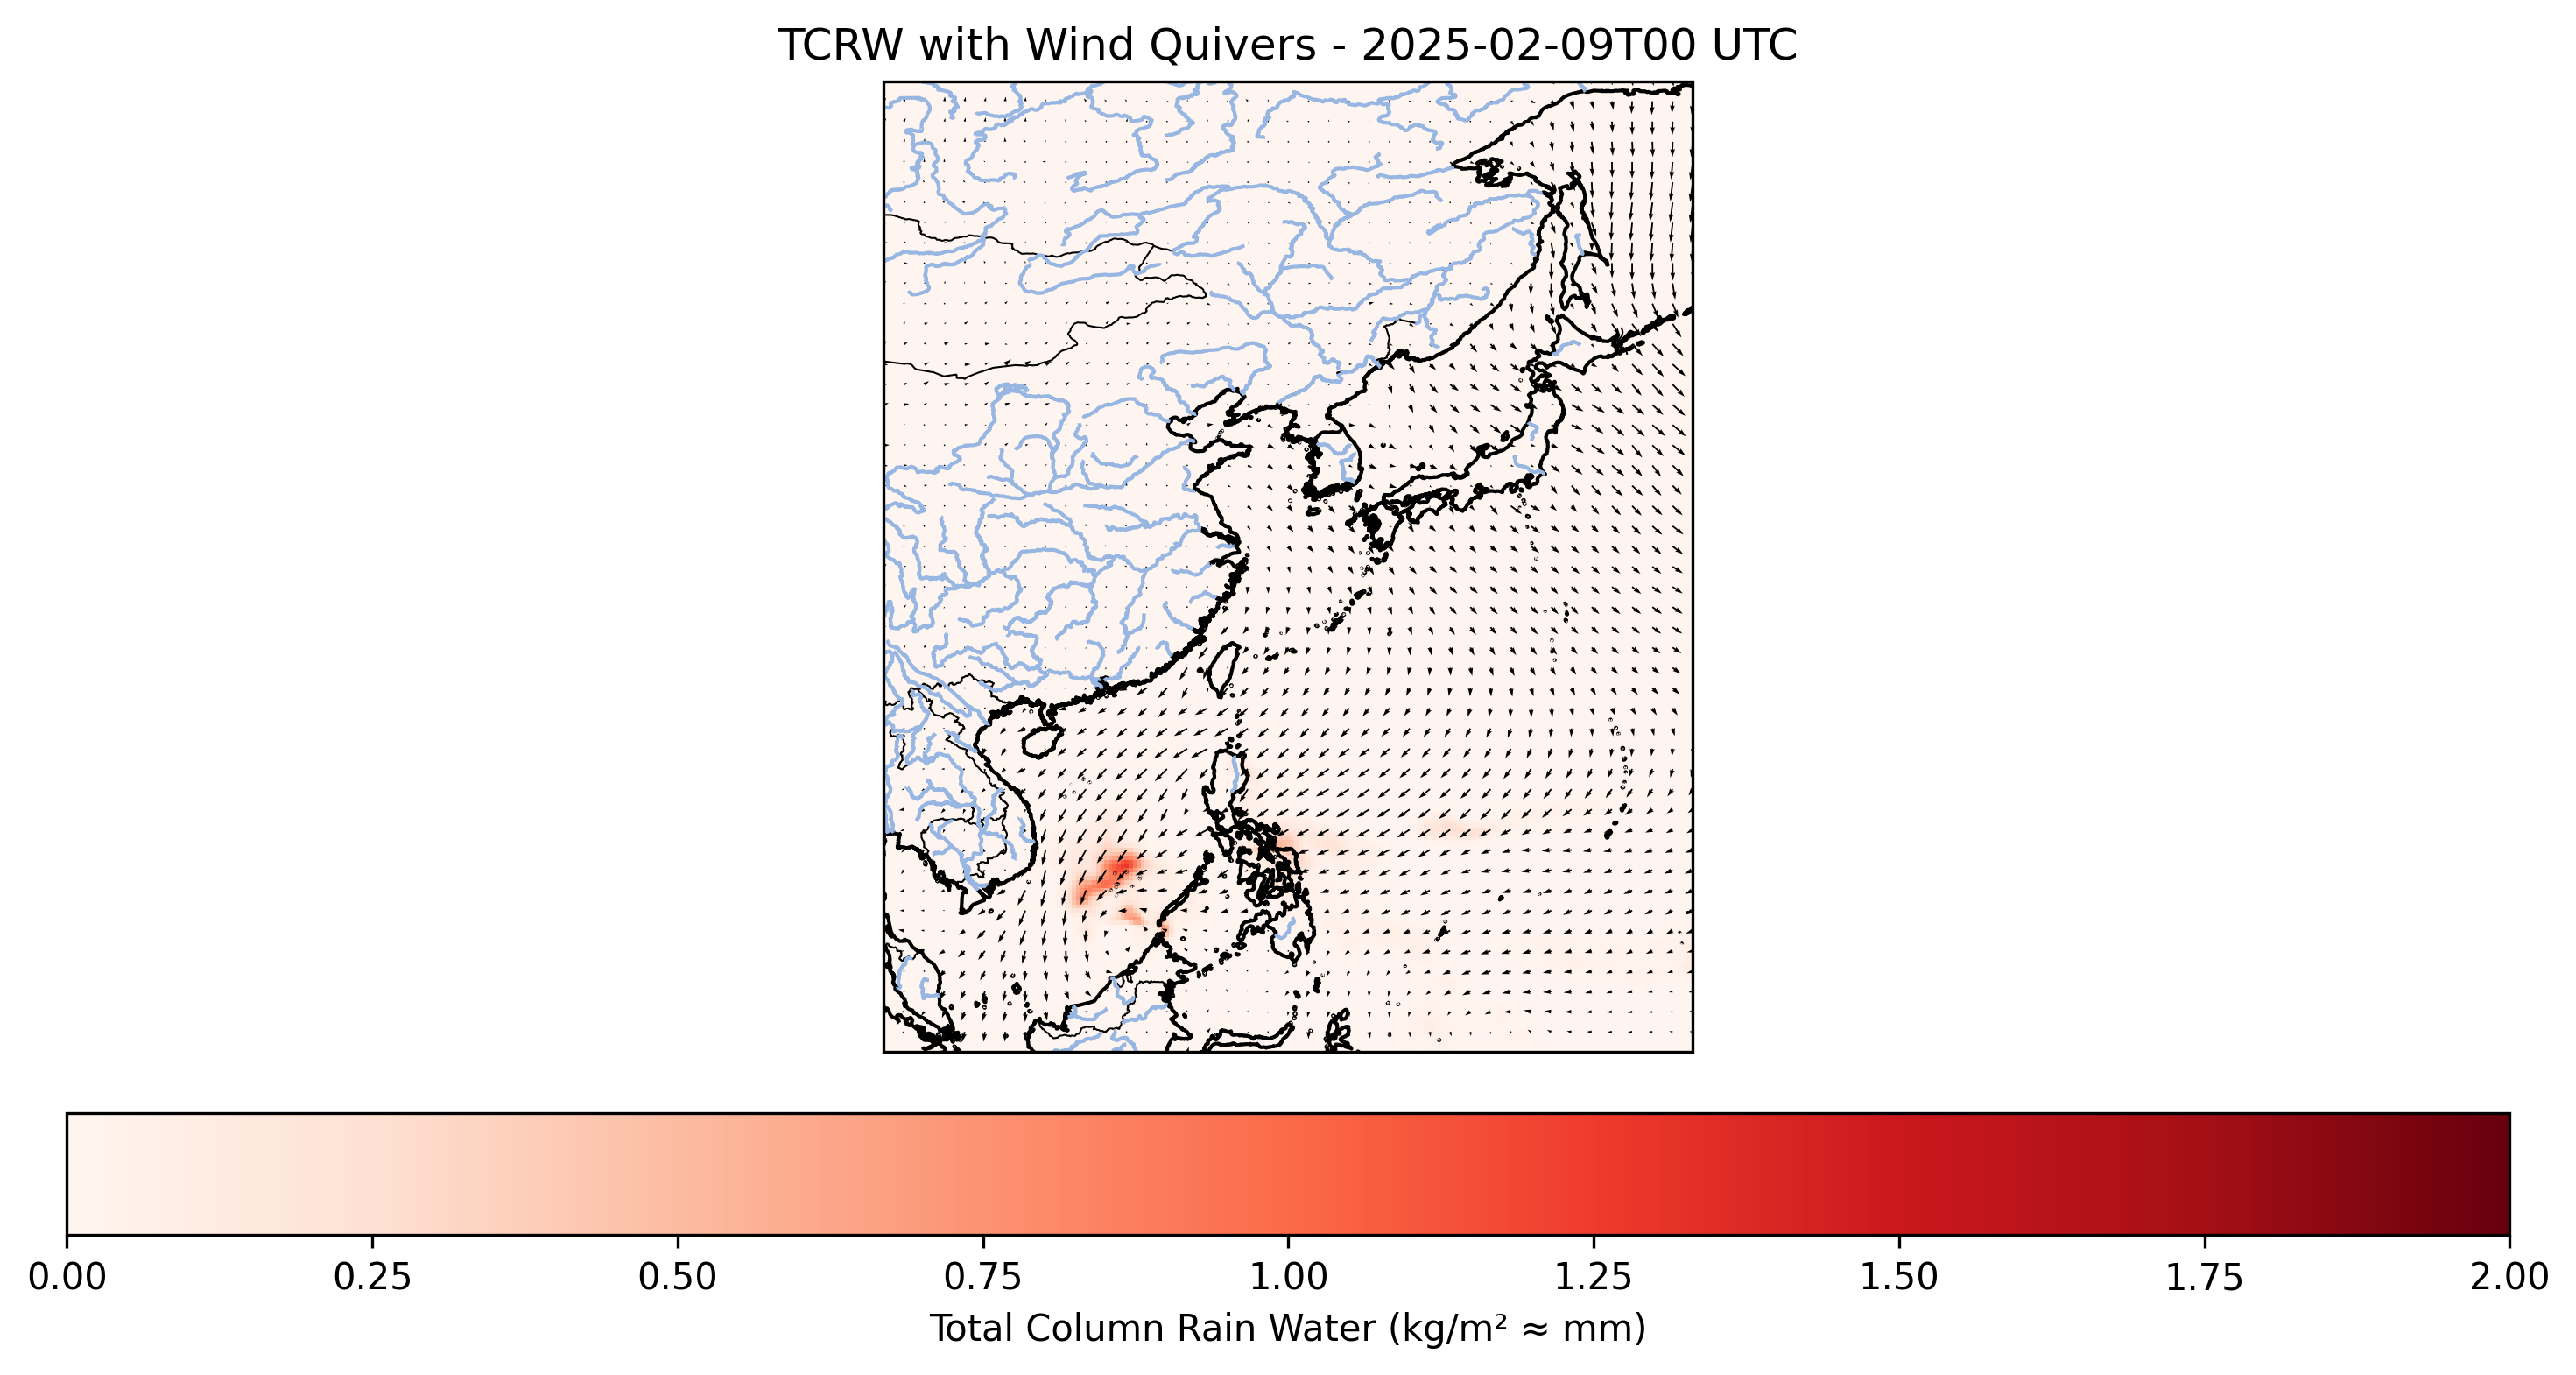 TCRW with Wind Quivers - 2025-02-09T00 UTC
0.00 0.25 0.50 0.75 1.00 1.25 1.50 1.75 2.00
Total Column Rain Water (kg/m² ≈ mm)